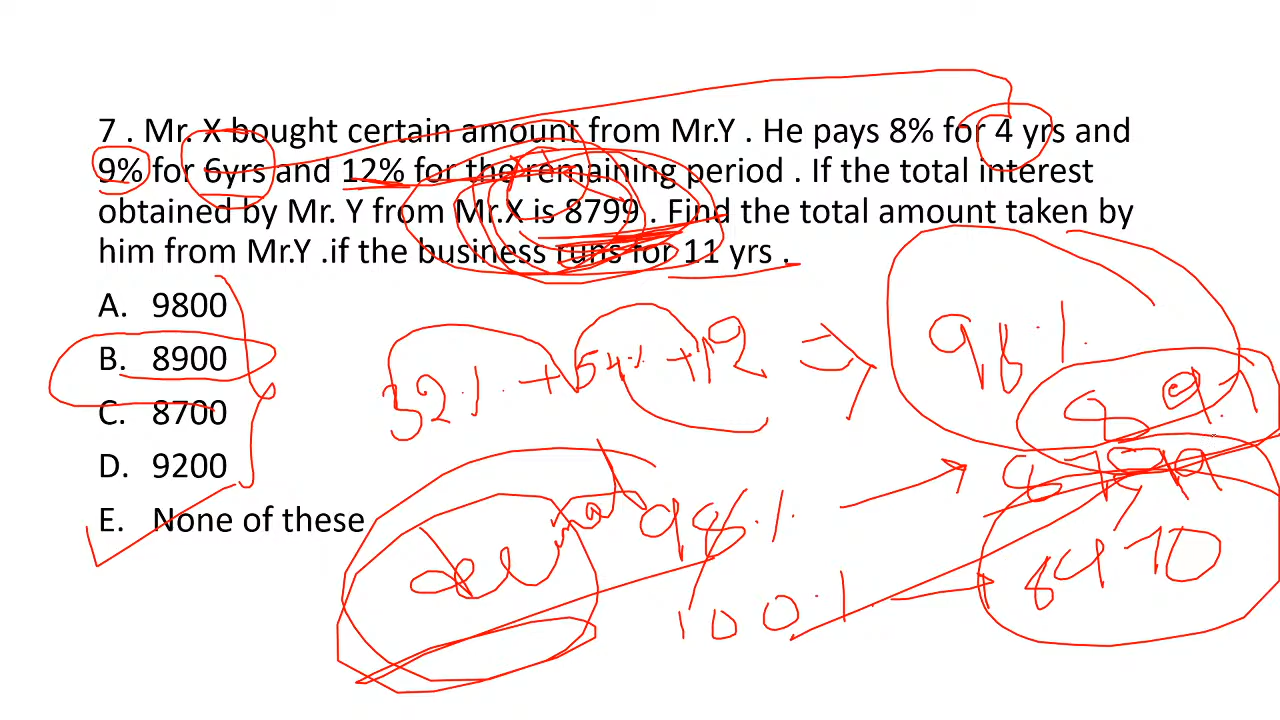 7 . Mr. X bought certain amount from Mr.Y . He pays 8% for 4 yrs and
9% for 6yrs and 12% for the remaining period . If the total interest
obtained by Mr. Y from Mr.X is 8799 . Find the total amount taken by
him from Mr.Y .if the business runs for 11 yrs .
A. 9800
B. 8900
C. 8700
D. 9200
E. None of these
32% + 54% + 12 ⇒ 98%
98% → 8799
100% → 8970